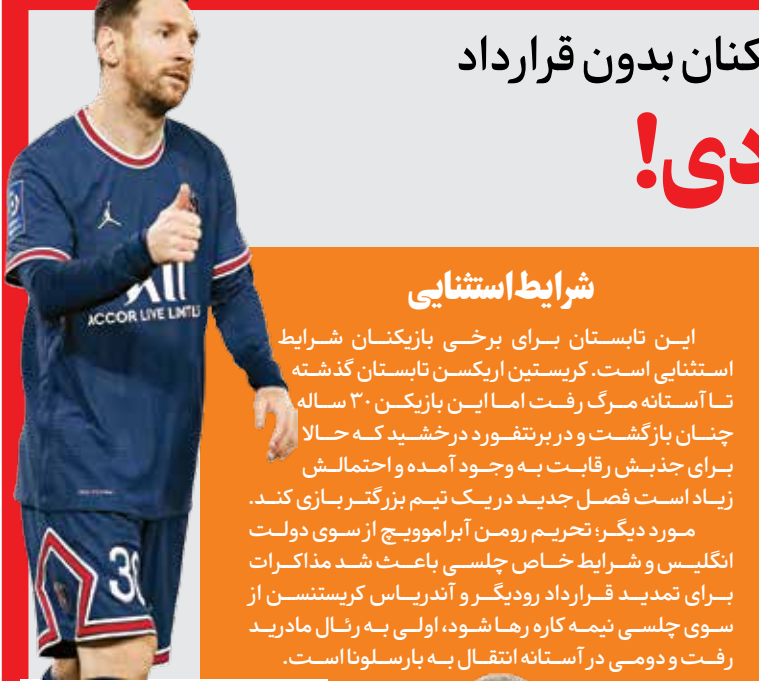 کنان بدون قرارداد
دی!
شرایط استثنایی
این تابستان برای برخی بازیکنان شرایط
استثنایی است. کریستین اریکسن تابستان گذشته
تا آستانه مرگ رفت اما این بازیکن ۳۰ ساله
چنان بازگشت و در برنتفورد درخشید که حالا
برای جذبش رقابت به وجود آمده و احتمالش
زیاد است فصل جدید در یک تیم بزرگتر بازی کند.
مورد دیگر؛ تحریم رومن آبراموویچ از سوی دولت
انگلیس و شرایط خاص چلسی باعث شد مذاکرات
برای تمدید قرارداد رودیگر و آندریاس کریستنسن از
سوی چلسی نیمه کاره رها شود، اولی به رئال مادرید
رفت و دومی در آستانه انتقال به بارسلونا است.
ACCOR LIVE LIMITL
30